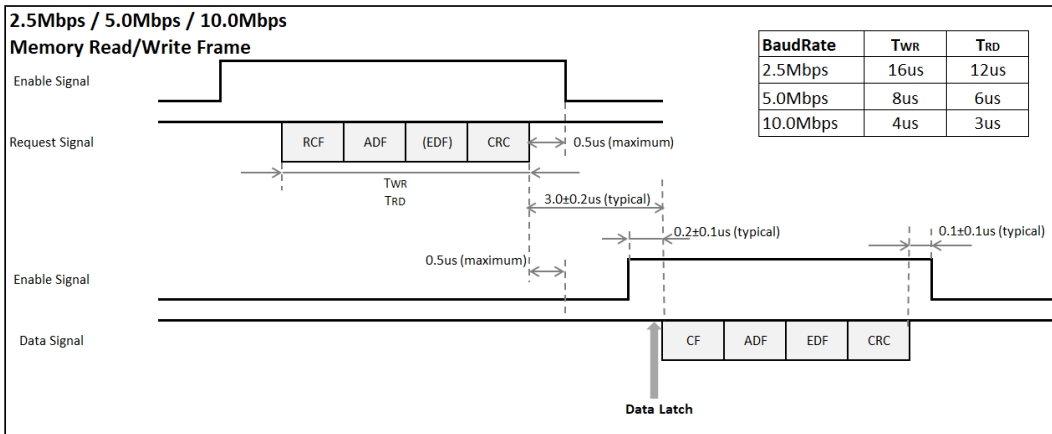 2.5Mbps / 5.0Mbps / 10.0Mbps
Memory Read/Write Frame
BaudRate TWR TRD
2.5Mbps 16us 12us
5.0Mbps 8us 6us
10.0Mbps 4us 3us
Enable Signal
Request Signal
RCF ADF (EDF) CRC
0.5us (maximum)
TWR
TRD
3.0±0.2us (typical)
0.2±0.1us (typical)
0.1±0.1us (typical)
0.5us (maximum)
Enable Signal
Data Signal
CF ADF EDF CRC
Data Latch